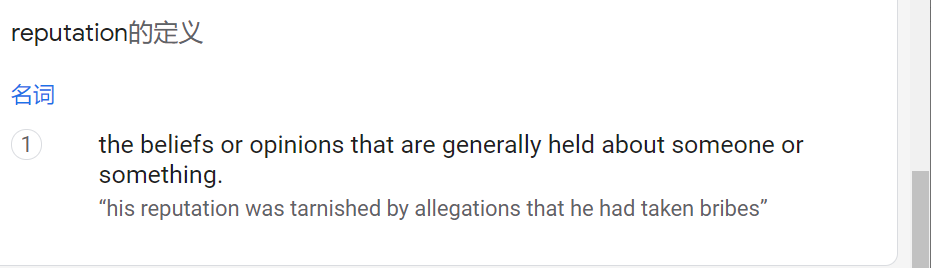 reputation的定义
名词
1
the beliefs or opinions that are generally held about someone or
something.
“his reputation was tarnished by allegations that he had taken bribes”